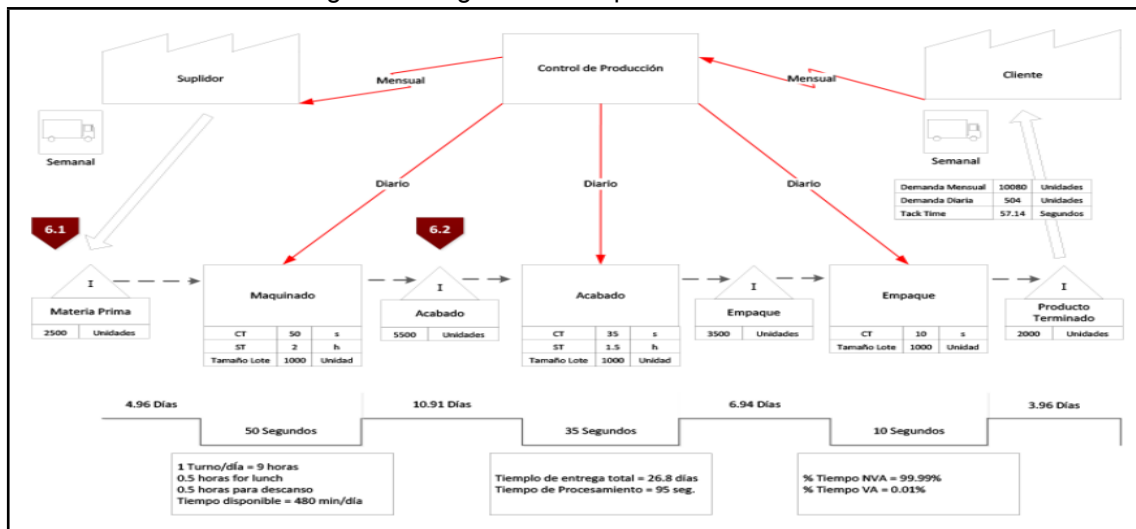 Suplidor
Mensual
Control de Producción
Mensual
Cliente
Semanal
Semanal
Diario
Diario
Diario
Demanda Mensual 10080 Unidades
Demanda Diaria 504 Unidades
Tack Time 57.14 Segundos
6.1
6.2
I
Materia Prima
2500 Unidades
Maquinado
CT 50 s
ST 2 h
Tamaño Lote 1000 Unidad
I
Acabado
5500 Unidades
Acabado
CT 35 s
ST 1.5 h
Tamaño Lote 1000 Unidad
I
Empaque
3500 Unidades
Empaque
CT 10 s
Tamaño Lote 1000 Unidad
I
Producto
Terminado
2000 Unidades
4.96 Días
50 Segundos
10.91 Días
35 Segundos
6.94 Días
10 Segundos
3.96 Días
1 Turno/día = 9 horas
0.5 horas for lunch
0.5 horas para descanso
Tiempo disponible = 480 min/día
Tiemplo de entrega total = 26.8 días
Tiempo de Procesamiento = 95 seg.
% Tiempo NVA = 99.99%
% Tiempo VA = 0.01%